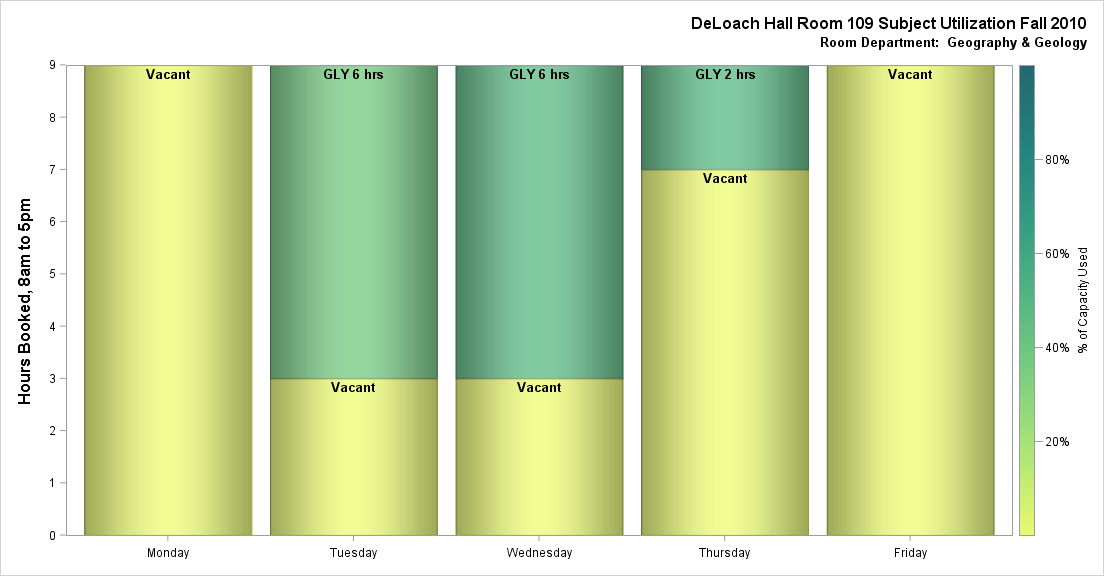 DeLoach Hall Room 109 Subject Utilization Fall 2010
Room Department:  Geography & Geology
Hours Booked, 8am to 5pm
9
8
7
6
5
4
3
2
1
0
Vacant
GLY 6 hrs
GLY 6 hrs
GLY 2 hrs
Vacant
Vacant
Vacant
Vacant
Monday
Tuesday
Wednesday
Thursday
Friday
80%
60%
40%
20%
% of Capacity Used